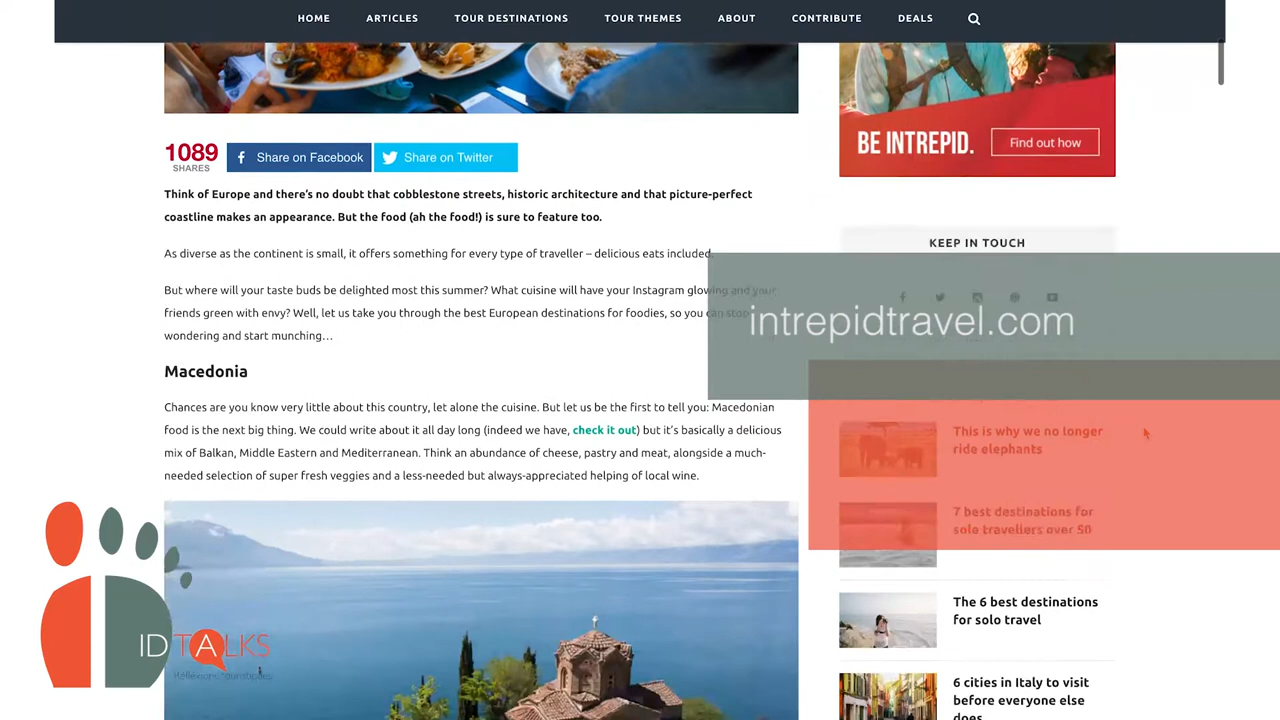 HOME ARTICLES TOUR DESTINATIONS TOUR THEMES ABOUT CONTRIBUTE DEALS
1089
SHARES
Share on Facebook
Share on Twitter
Think of Europe and there's no doubt that cobblestone streets, historic architecture and that picture-perfect
coastline makes an appearance. But the food (ah the food!) is sure to feature too.
As diverse as the continent is small, it offers something for every type of traveller – delicious eats included.
But where will your taste buds be delighted most this summer? What cuisine will have your Instagram glowing and your
friends green with envy? Well, let us take you through the best European destinations for foodies, so you can stop
wondering and start munching…
Macedonia
Chances are you know very little about this country, let alone the cuisine. But let us be the first to tell you: Macedonian
food is the next big thing. We could write about it all day long (indeed we have, check it out) but it's basically a delicious
mix of Balkan, Middle Eastern and Mediterranean. Think an abundance of cheese, pastry and meat, alongside a much-
needed selection of super fresh veggies and a less-needed but always-appreciated helping of local wine.
BE INTREPID.
Find out how
KEEP IN TOUCH
intrepidtravel.com
This is why we no longer
ride elephants
7 best destinations for
solo travellers over 50
The 6 best destinations
for solo travel
6 cities in Italy to visit
before everyone else
does
ID TALKS